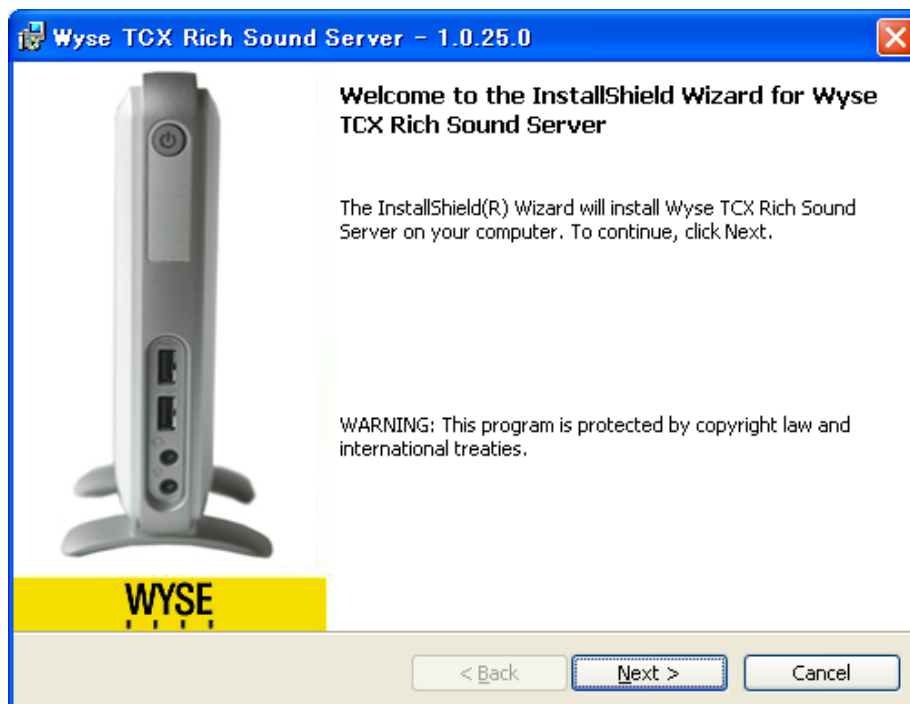 Wyse TCX Rich Sound Server - 1.0.25.0
Welcome to the InstallShield Wizard for Wyse
TCX Rich Sound Server
The InstallShield(R) Wizard will install Wyse TCX Rich Sound
Server on your computer. To continue, click Next.
WARNING: This program is protected by copyright law and
international treaties.
WYSE
< Back
Next >
Cancel